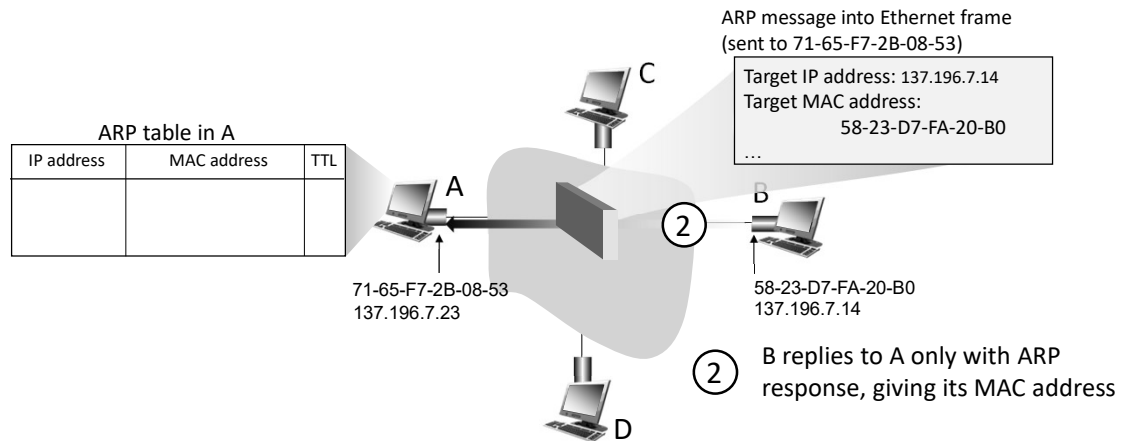 ARP message into Ethernet frame
(sent to 71-65-F7-2B-08-53)
Target IP address: 137.196.7.14
Target MAC address:
58-23-D7-FA-20-B0
…
C
ARP table in A
IP address MAC address TTL
A
B
2
71-65-F7-2B-08-53
137.196.7.23
58-23-D7-FA-20-B0
137.196.7.14
2
B replies to A only with ARP
response, giving its MAC address
D